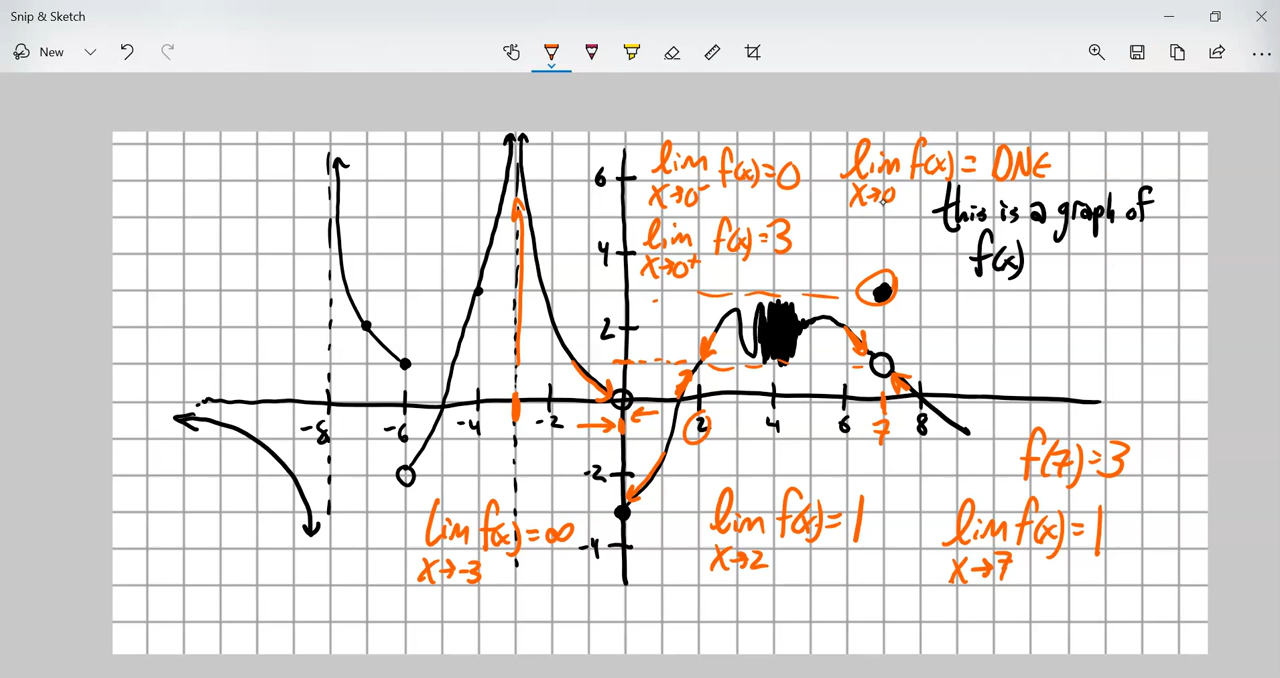 Snip & Sketch
New
lim f(x)=0
x→0⁻
lim f(x)= DNE
x→0
this is a graph of
f(x)
lim f(x)=3
x→0⁺
6
4
2
-8 -6 -4 -2 2 4 6 7 8
-2
-4
f(7)=3
lim f(x)=∞
x→-3
lim f(x)=1
x→2
lim f(x)=1
x→7